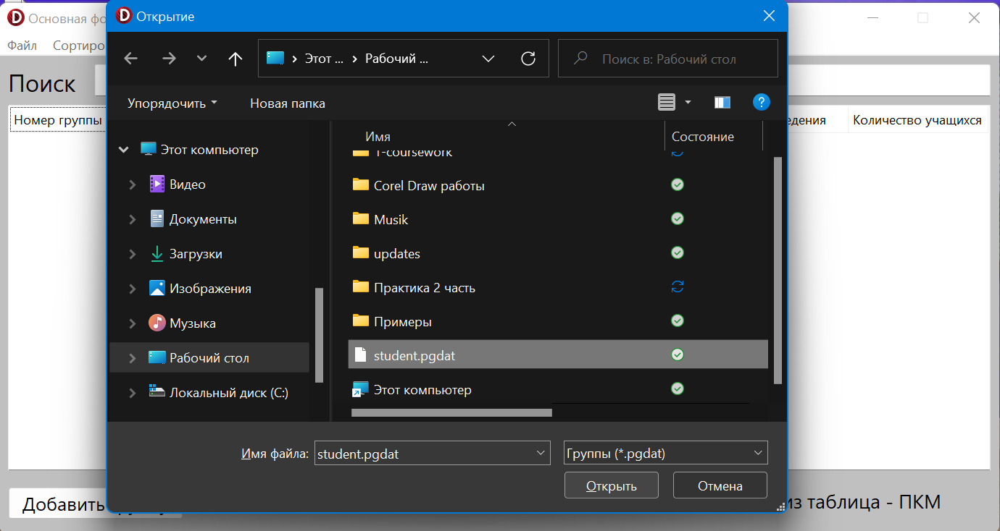 Основная фо
Открытие
Файл Сортиро
Этот ... Рабочий ...
Поиск в: Рабочий стол
Поиск
Упорядочить Новая папка
Номер группы
Количество учащихся
Имя Состояние
1-coursework
Corel Draw работы
Musik
updates
Практика 2 часть
Примеры
student.pgdat
Этот компьютер
Этот компьютер
Видео
Документы
Загрузки
Изображения
Музыка
Рабочий стол
Локальный диск (C:)
Имя файла: student.pgdat Группы (*.pgdat)
Открыть Отмена
Добавить
из таблица - ПКМ